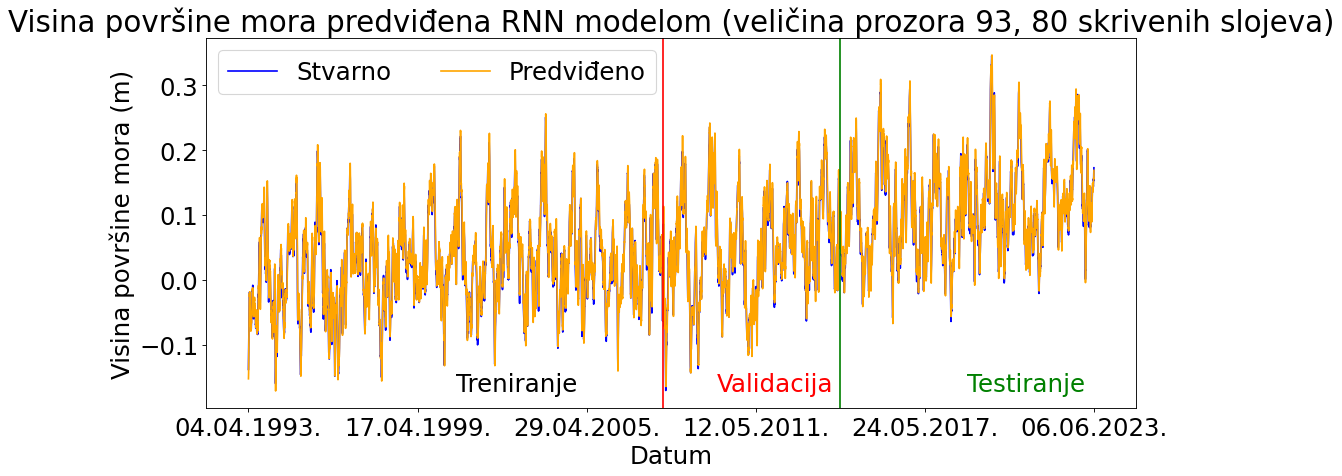 Visina površine mora predviđena RNN modelom (veličina prozora 93, 80 skrivenih slojeva)
Stvarno
Predviđeno
Visina površine mora (m)
0.3
0.2
0.1
0.0
−0.1
Treniranje
Validacija
Testiranje
04.04.1993.
17.04.1999.
29.04.2005.
12.05.2011.
24.05.2017.
06.06.2023.
Datum